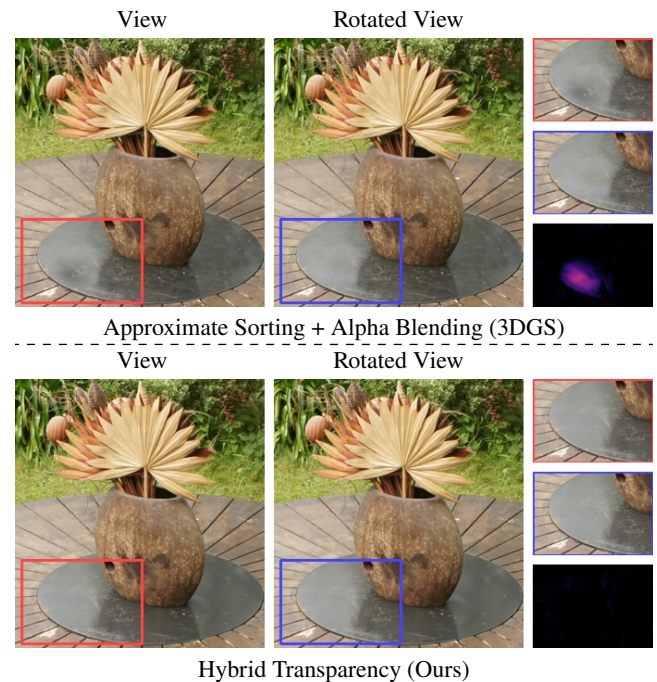 View Rotated View
Approximate Sorting + Alpha Blending (3DGS)
View Rotated View
Hybrid Transparency (Ours)